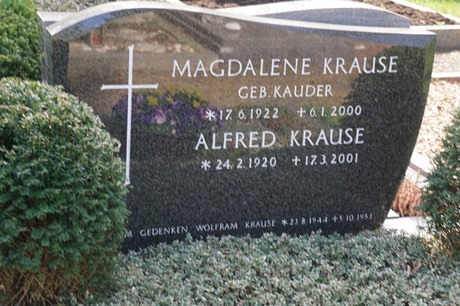 MAGDALENE KRAUSE
GEB. KAUDER
*17.6.1922 +6.1.2000
ALFRED KRAUSE
*24.2.1920 +17.3.2001
GEDENKEN WOLFRAM KRAUSE *23.8.1944 +5.10.1953